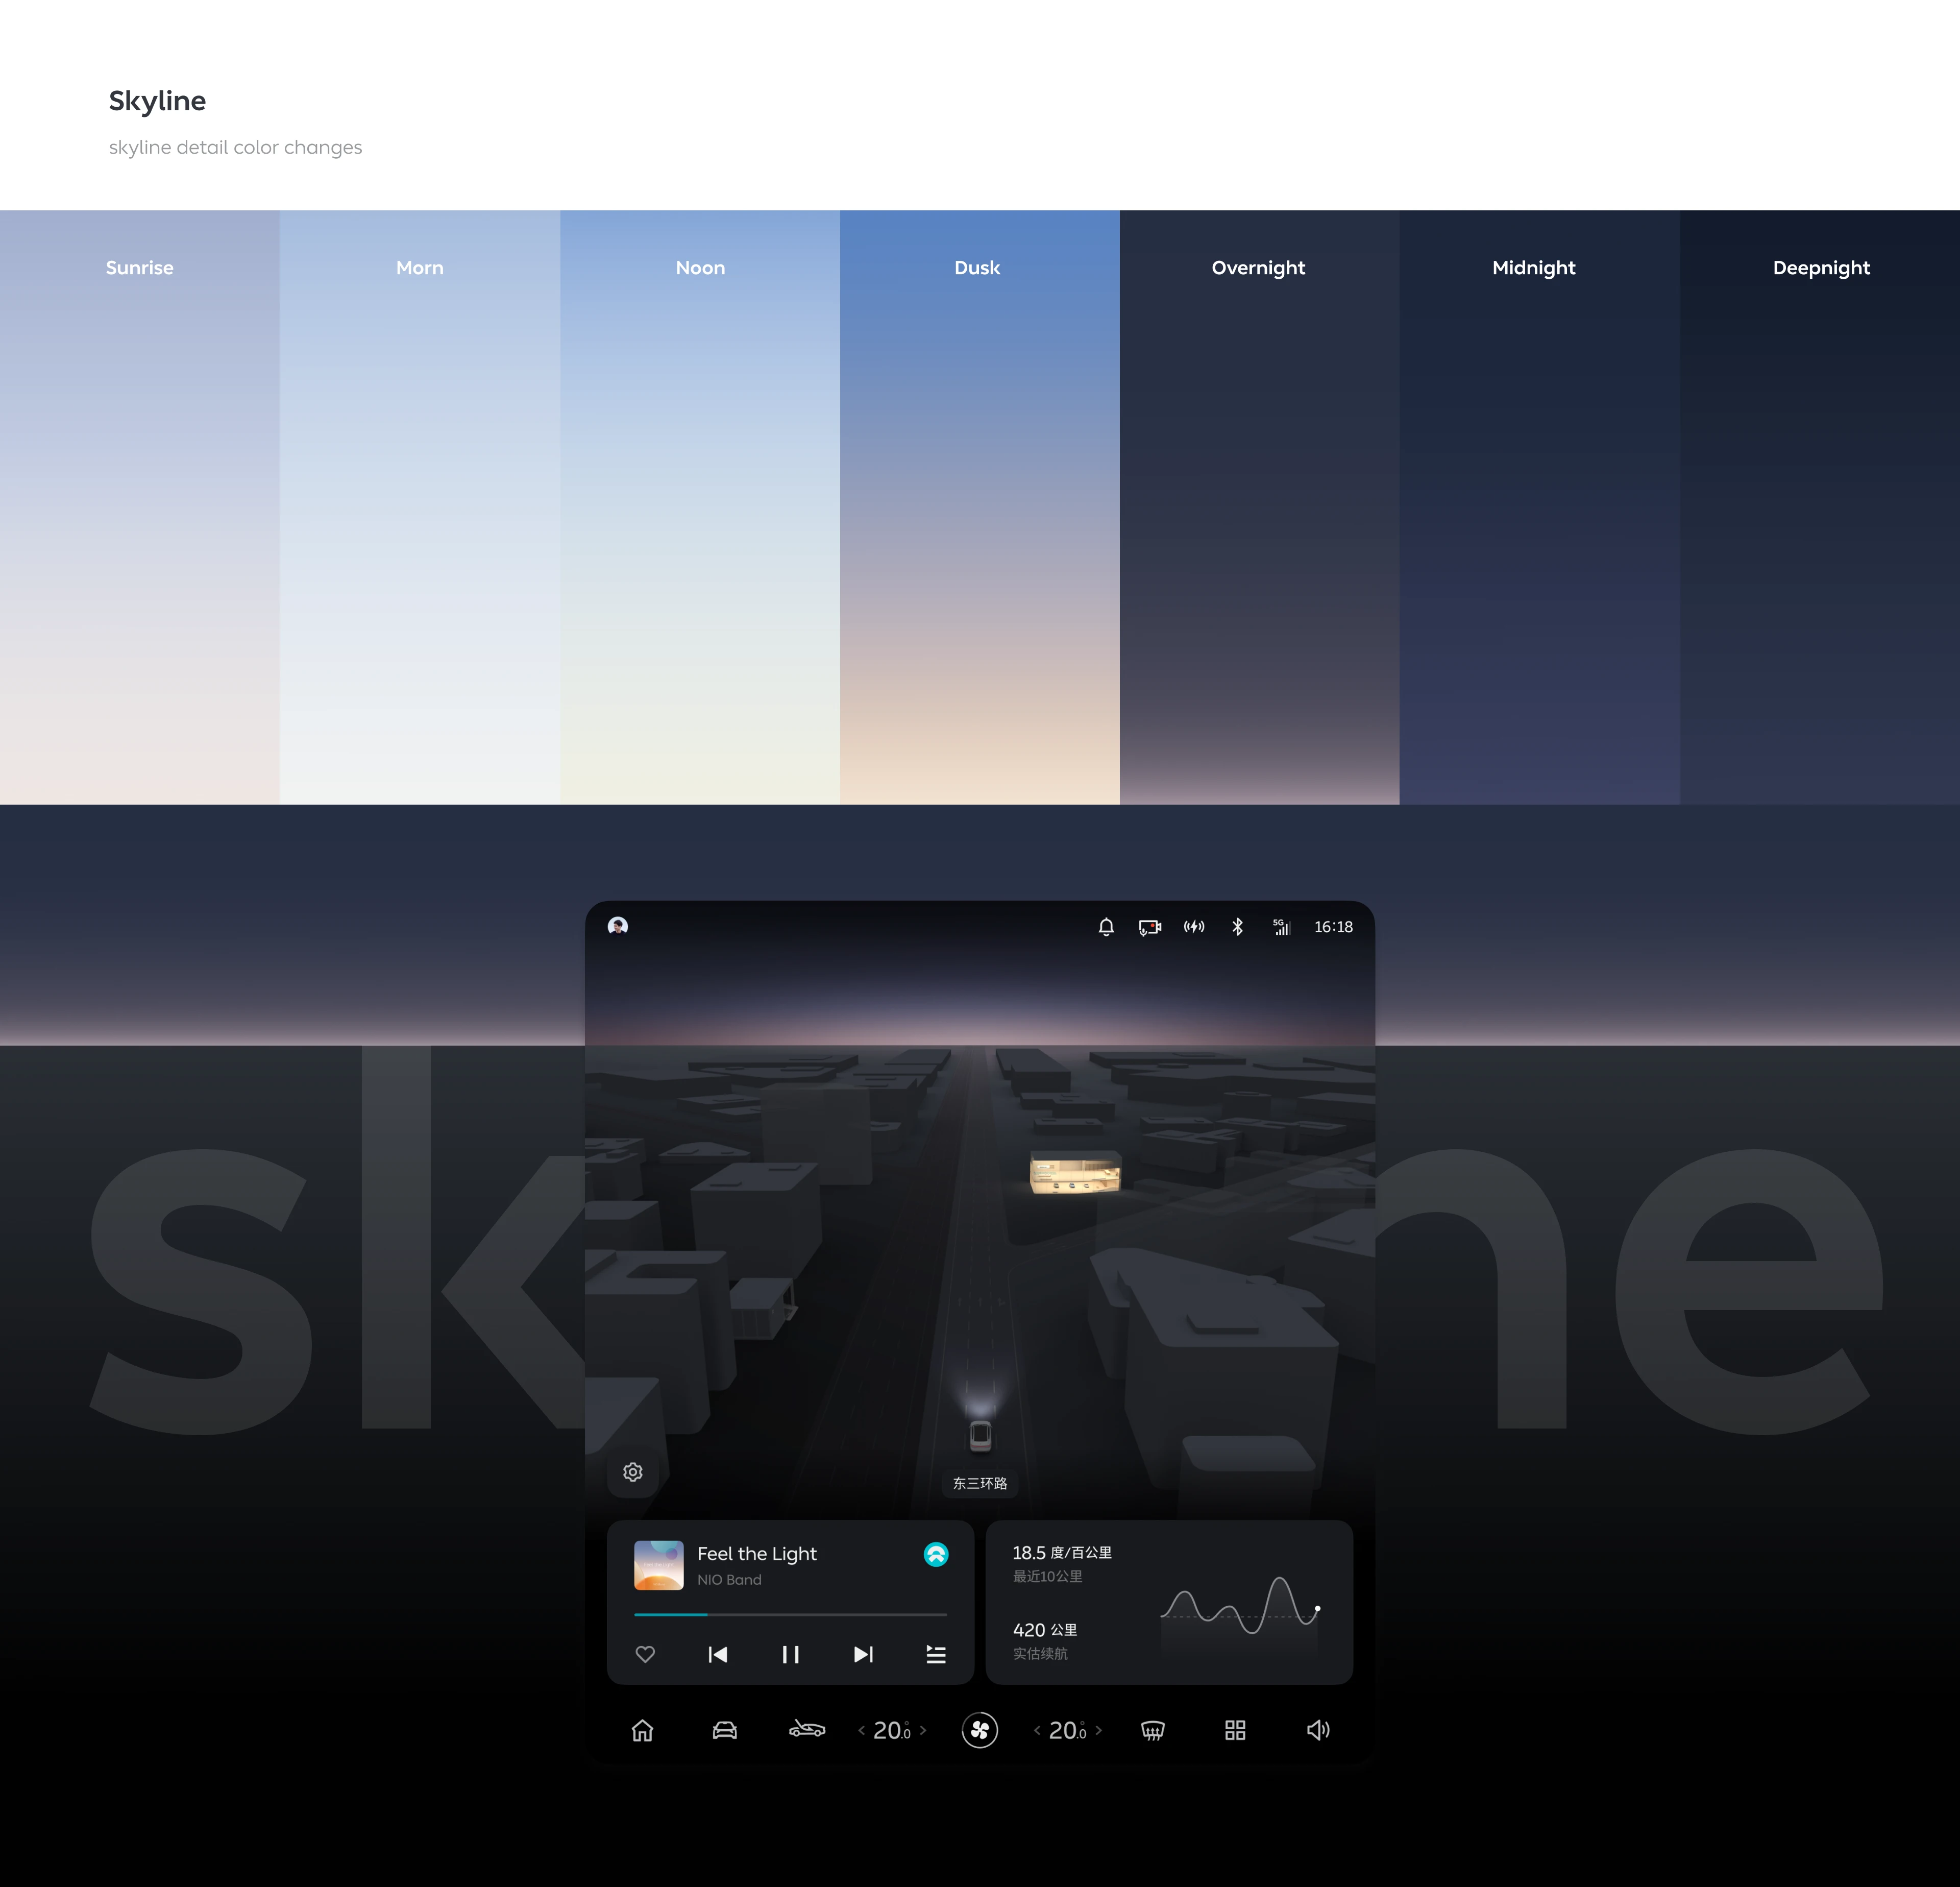 Skyline
skyline detail color changes
Sunrise
Morn
Noon
Dusk
Overnight
Midnight
Deepnight
5G
16:18
sk
ne
东三环路
Feel the Light
NIO Band
18.5 度/百公里
最近10公里
420 公里
实估续航
20.0°
20.0°